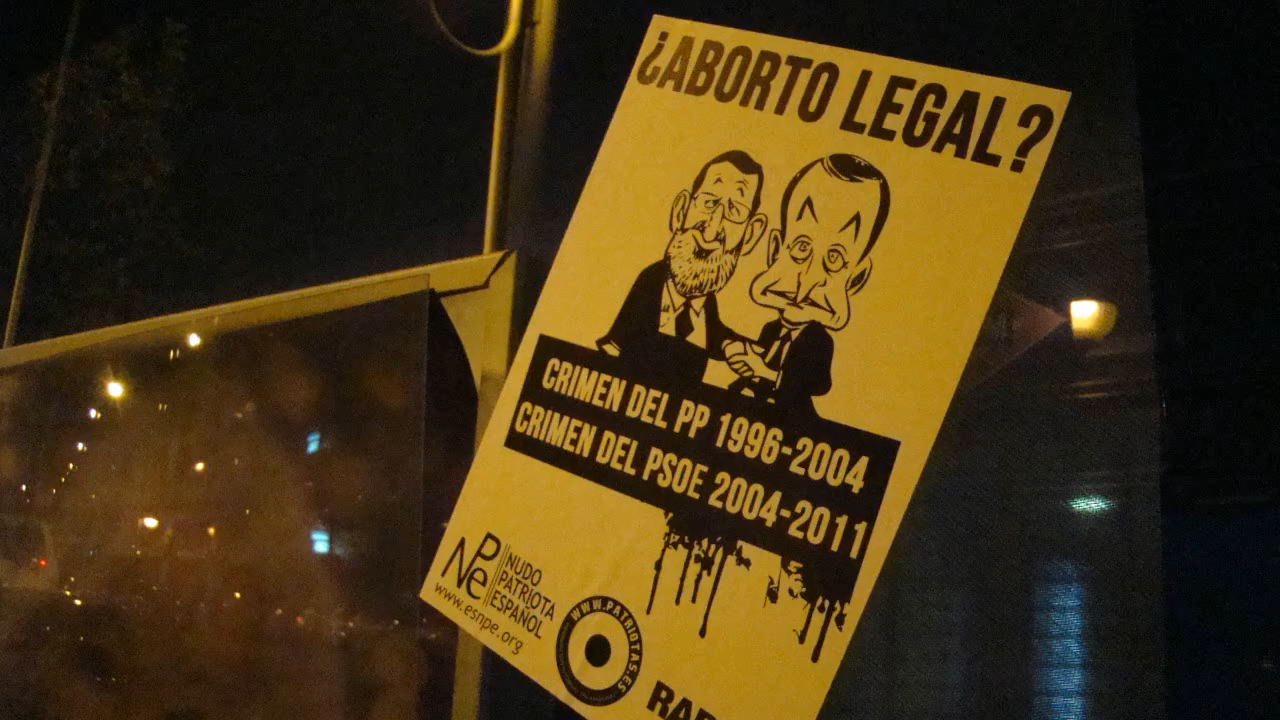 ¿ABORTO LEGAL?
CRIMEN DEL PP 1996-2004
CRIMEN DEL PSOE 2004-2011
NPe
NUDO
PATRIOTA
ESPAÑOL
www.esnpe.org
WWW.PATRIOTAS.ES